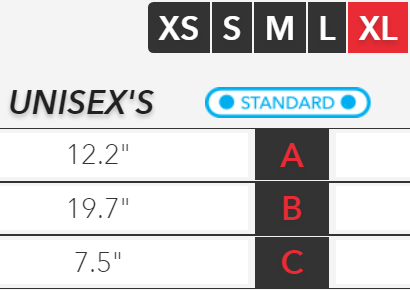 XS S M L XL
UNISEX'S STANDARD
12.2" A
19.7" B
7.5" C